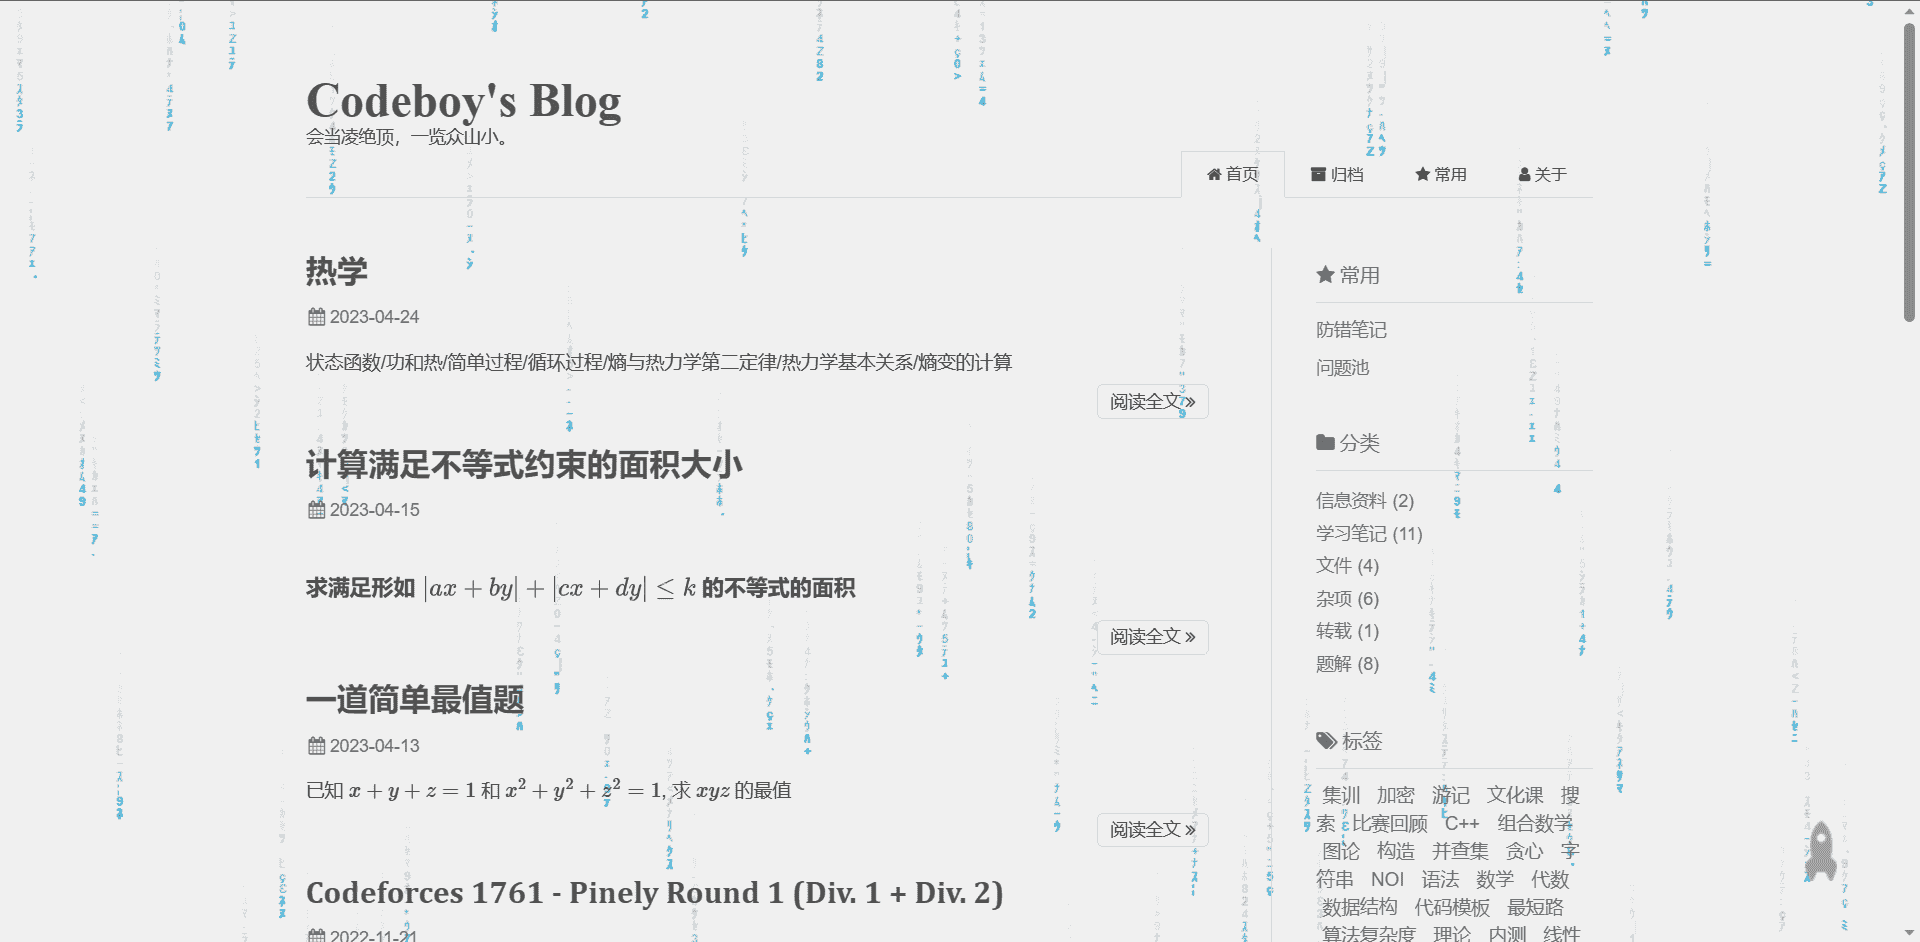 Codeboy's Blog
会当凌绝顶，一览众山小。
首页 归档 常用 关于
热学
2023-04-24
状态函数/功和热/简单过程/循环过程/熵与热力学第二定律/热力学基本关系/熵变的计算
阅读全文 »
计算满足不等式约束的面积大小
2023-04-15
求满足形如 |ax + by| + |cx + dy| ≤ k 的不等式的面积
阅读全文 »
一道简单最值题
2023-04-13
已知 x + y + z = 1 和 x² + y² + z² = 1, 求 xyz 的最值
阅读全文 »
Codeforces 1761 - Pinely Round 1 (Div. 1 + Div. 2)
2022-11-21
常用
防错笔记
问题池
分类
信息资料 (2)
学习笔记 (11)
文件 (4)
杂项 (6)
转载 (1)
题解 (8)
标签
集训 加密 游记 文化课 搜
索 比赛回顾 C++ 组合数学
图论 构造 并查集 贪心 字
符串 NOI 语法 数学 代数
数据结构 代码模板 最短路
算法复杂度 理论 内测 线性